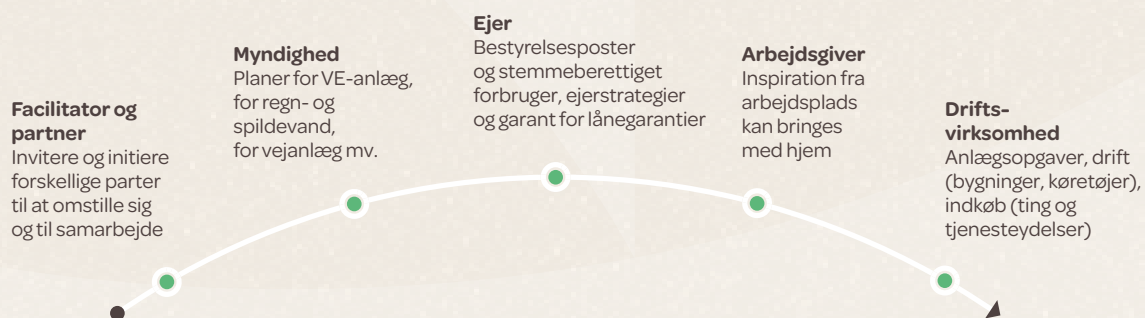 Facilitator og
partner
Invitere og initiere
forskellige parter
til at omstille sig
og til samarbejde
Myndighed
Planer for VE-anlæg,
for regn- og
spildevand,
for vejanlæg mv.
Ejer
Bestyrelsesposter
og stemmeberettiget
forbruger, ejerstrategier
og garant for lånegarantier
Arbejdsgiver
Inspiration fra
arbejdsplads
kan bringes
med hjem
Drifts-
virksomhed
Anlægsopgaver, drift
(bygninger, køretøjer),
indkøb (ting og
tjenesteydelser)